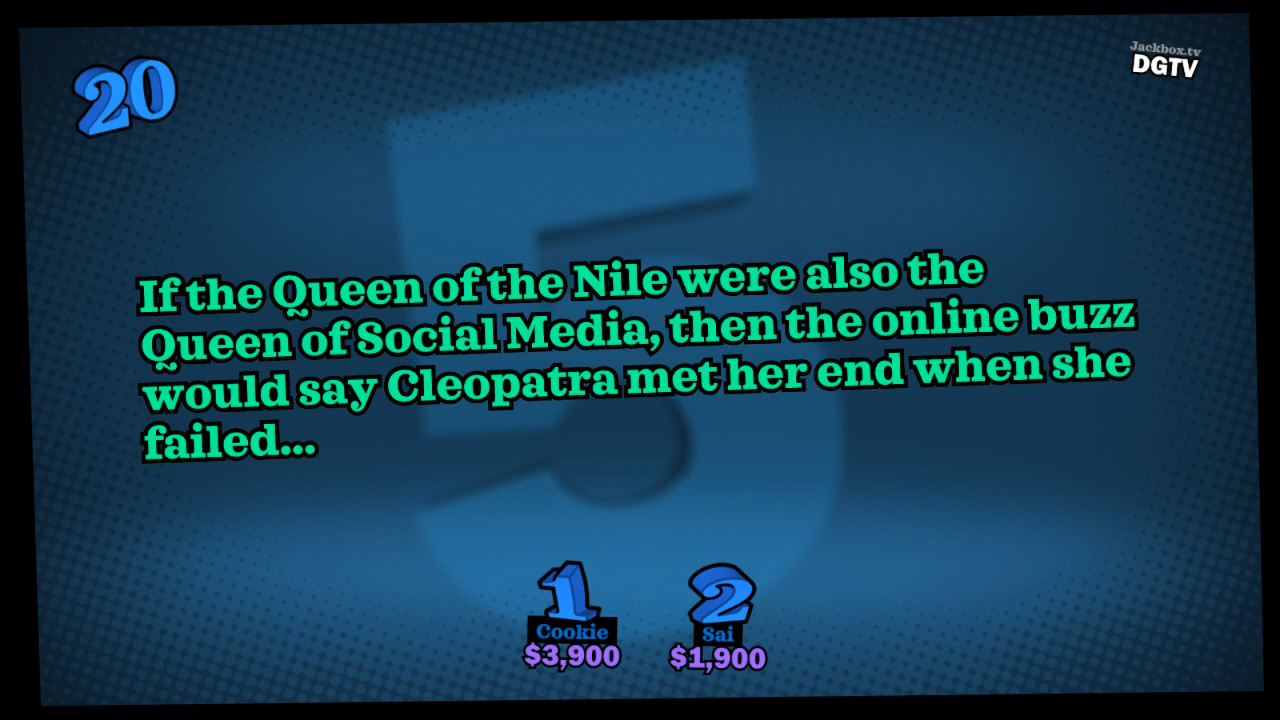 20
Jackbox.tv
DGTV
If the Queen of the Nile were also the
Queen of Social Media, then the online buzz
would say Cleopatra met her end when she
failed...
5
1
2
Cookie
Sai
$3,900
$1,900